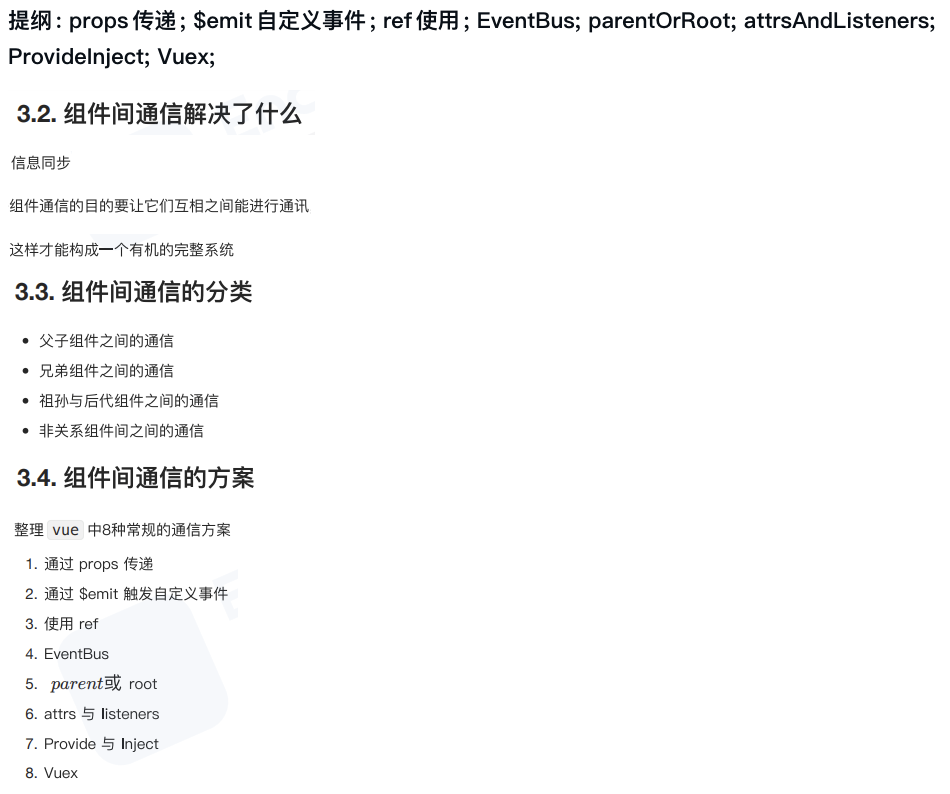 提纲：props 传递；$emit 自定义事件；ref 使用；EventBus; parentOrRoot; attrsAndListeners;
ProvideInject; Vuex;
3.2. 组件间通信解决了什么
信息同步
组件通信的目的要让它们互相之间能进行通讯
这样才能构成一个有机的完整系统
3.3. 组件间通信的分类
• 父子组件之间的通信
• 兄弟组件之间的通信
• 祖孙与后代组件之间的通信
• 非关系组件间之间的通信
3.4. 组件间通信的方案
整理 vue 中8种常规的通信方案
1. 通过 props 传递
2. 通过 $emit 触发自定义事件
3. 使用 ref
4. EventBus
5. parent或 root
6. attrs 与 listeners
7. Provide 与 Inject
8. Vuex